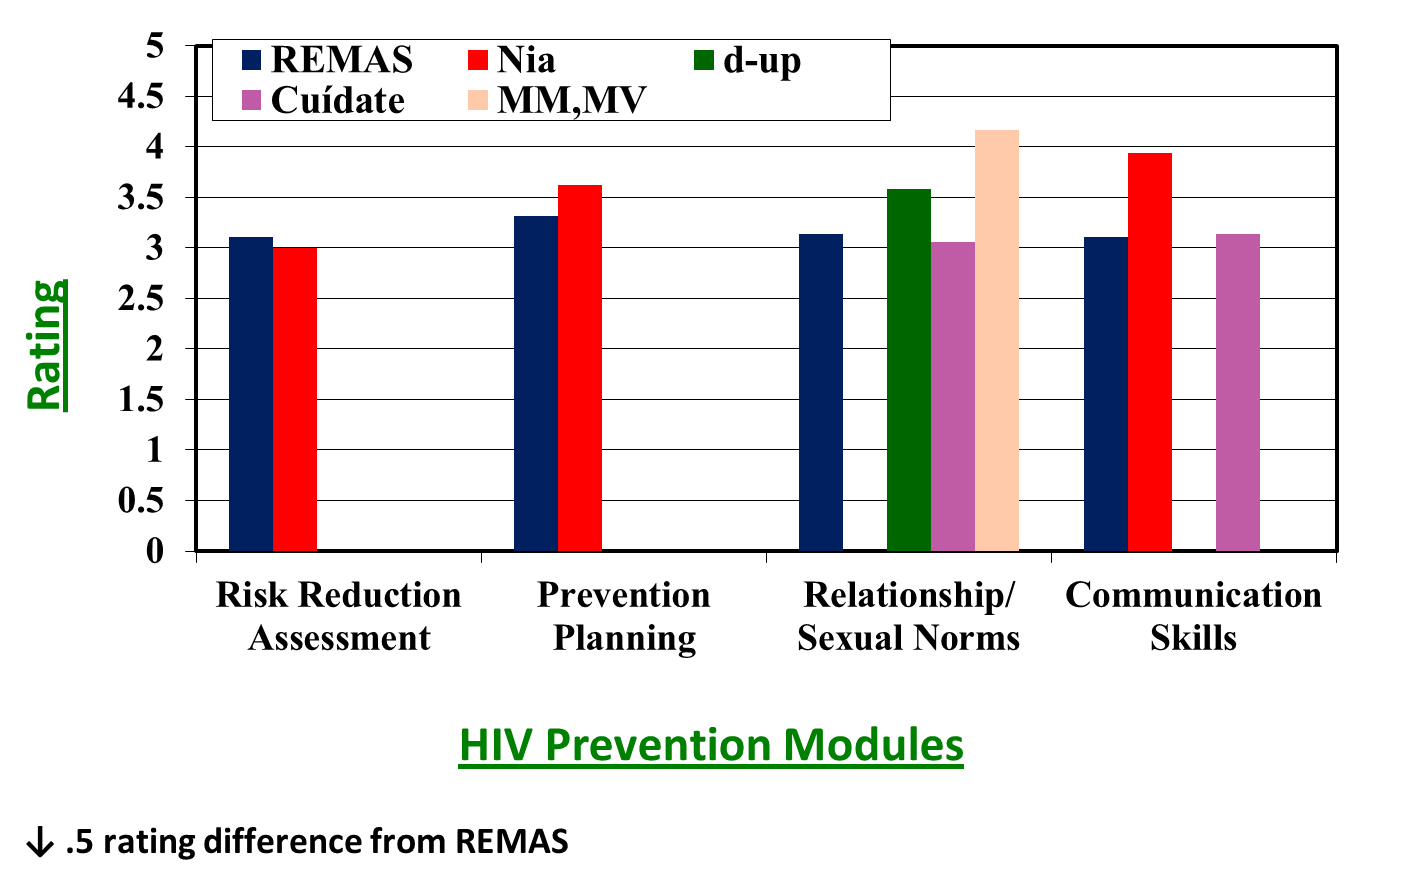 5
4.5
4
3.5
3
2.5
2
1.5
1
0.5
0
REMAS Nia d-up
Cuídate MM,MV
Rating
Risk Reduction Assessment
Prevention Planning
Relationship/ Sexual Norms
Communication Skills
HIV Prevention Modules
↓ .5 rating difference from REMAS